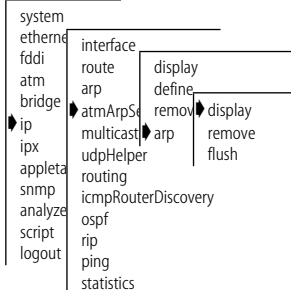 system
etherne
fddi
atm
bridge
ip
ipx
appleta
snmp
analyze
script
logout
interface
route
arp
atmArpSe
multicast
udpHelper
routing
icmpRouterDiscovery
ospf
rip
ping
statistics
display
define
remov
arp
display
remove
flush